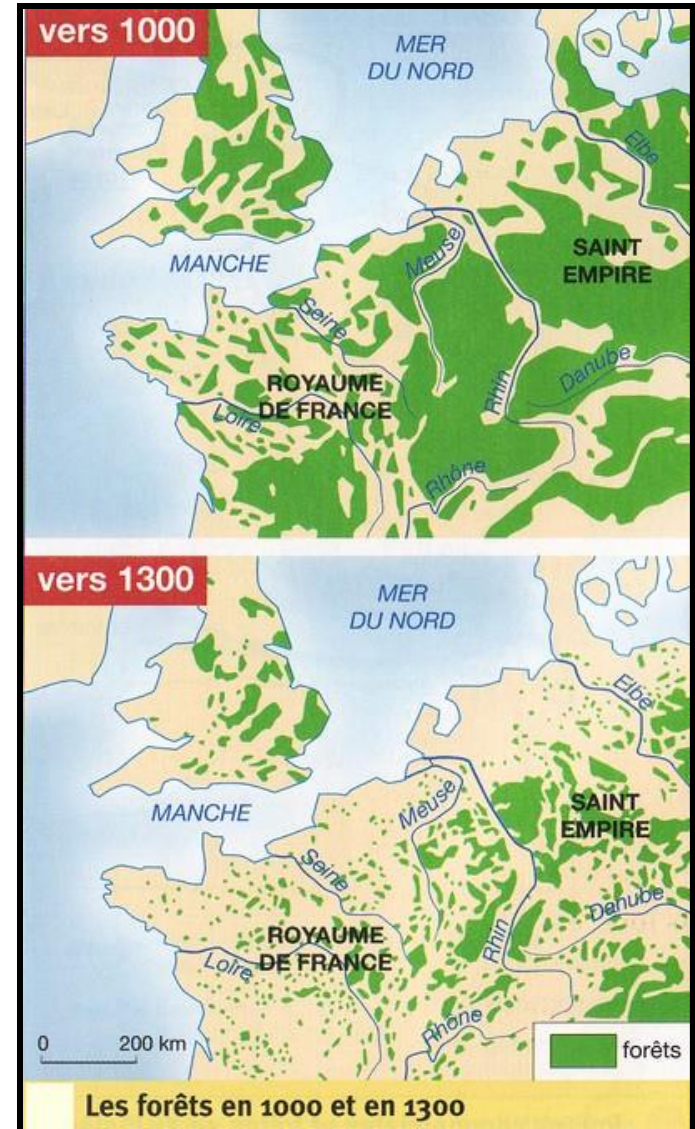 vers 1000
MER
DU NORD
Elbe
MANCHE
Meuse
SAINT
EMPIRE
Seine
Danube
ROYAUME
DE FRANCE
Rhin
Loire
Rhône
vers 1300
MER
DU NORD
Elbe
MANCHE
Meuse
SAINT
EMPIRE
Seine
Danube
ROYAUME
DE FRANCE
Rhin
Loire
Rhône
0 200 km
forêts
Les forêts en 1000 et en 1300